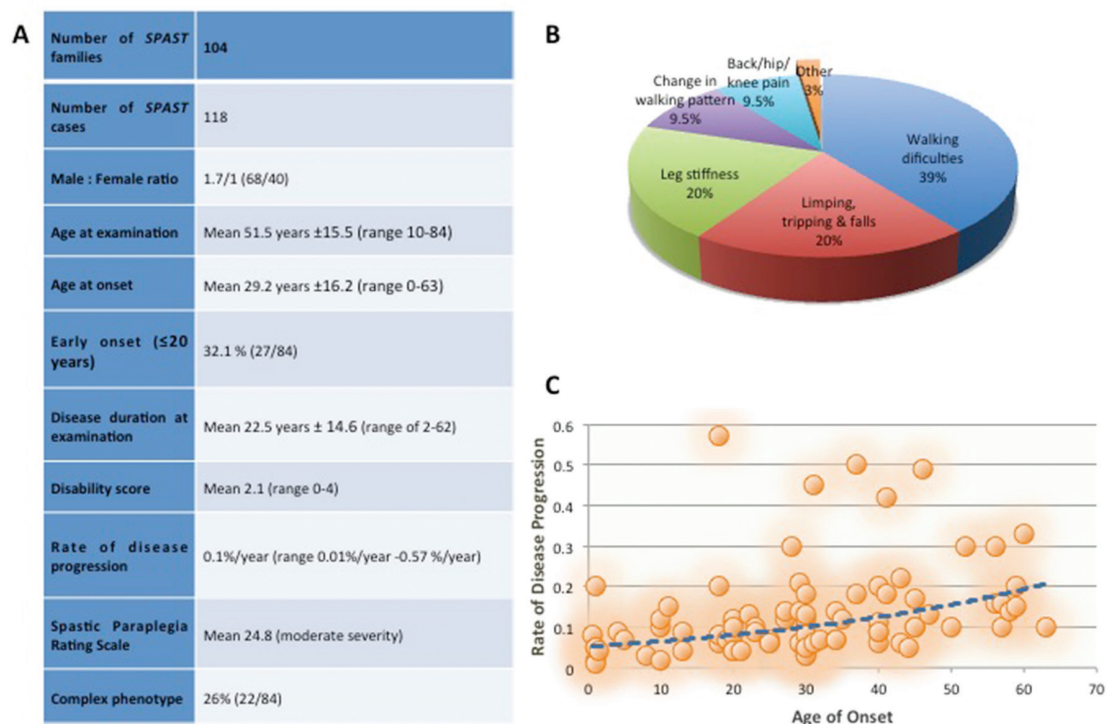 A
Number of SPAST
families
104
Number of SPAST
cases
118
Male : Female ratio
1.7/1 (68/40)
Age at examination
Mean 51.5 years ±15.5 (range 10-84)
Age at onset
Mean 29.2 years ±16.2 (range 0-63)
Early onset (≤20
years)
32.1 % (27/84)
Disease duration at
examination
Mean 22.5 years ± 14.6 (range of 2-62)
Disability score
Mean 2.1 (range 0-4)
Rate of disease
progression
0.1%/year (range 0.01%/year -0.57 %/year)
Spastic Paraplegia
Rating Scale
Mean 24.8 (moderate severity)
Complex phenotype
26% (22/84)
B
Back/hip/
knee pain
9.5%
Other
3%
Change in
walking pattern
9.5%
Walking
dificulties
39%
Leg stiffness
20%
Limping,
tripping & falls
20%
C
Rate of Disease Progression
0.6
0.5
0.4
0.3
0.2
0.1
0
0
10
20
30
40
50
60
70
Age of Onset